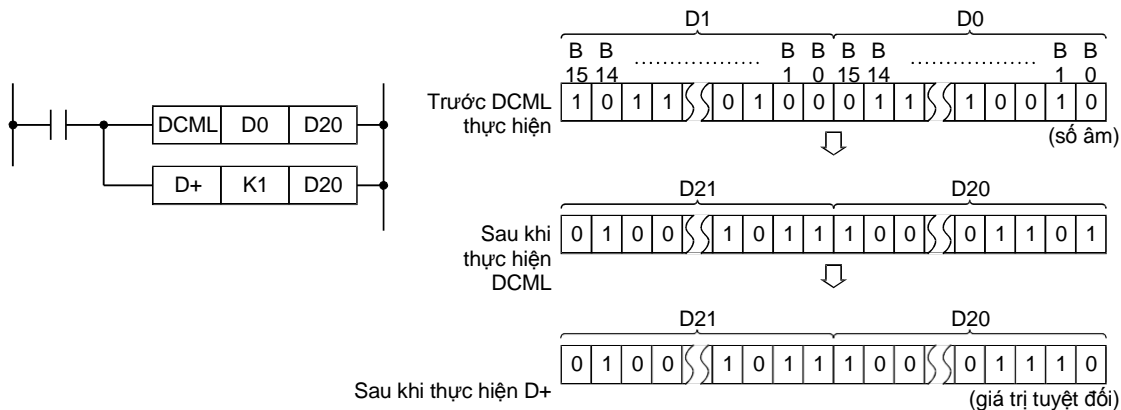 D1 D0
B B B B B B B B
15 14 .................. 1 0 15 14 .................. 1 0
Trước DCML
thực hiện
1 0 1 1 0 1 0 0 0 1 1 1 0 0 1 0
(số âm)
DCML D0 D20
D+ K1 D20
D21 D20
Sau khi
thực hiện
DCML
0 1 0 0 1 0 1 1 1 0 0 0 1 1 0 1
D21 D20
Sau khi thực hiện D+
0 1 0 0 1 0 1 1 1 0 0 0 1 1 1 0
(giá trị tuyệt đối)